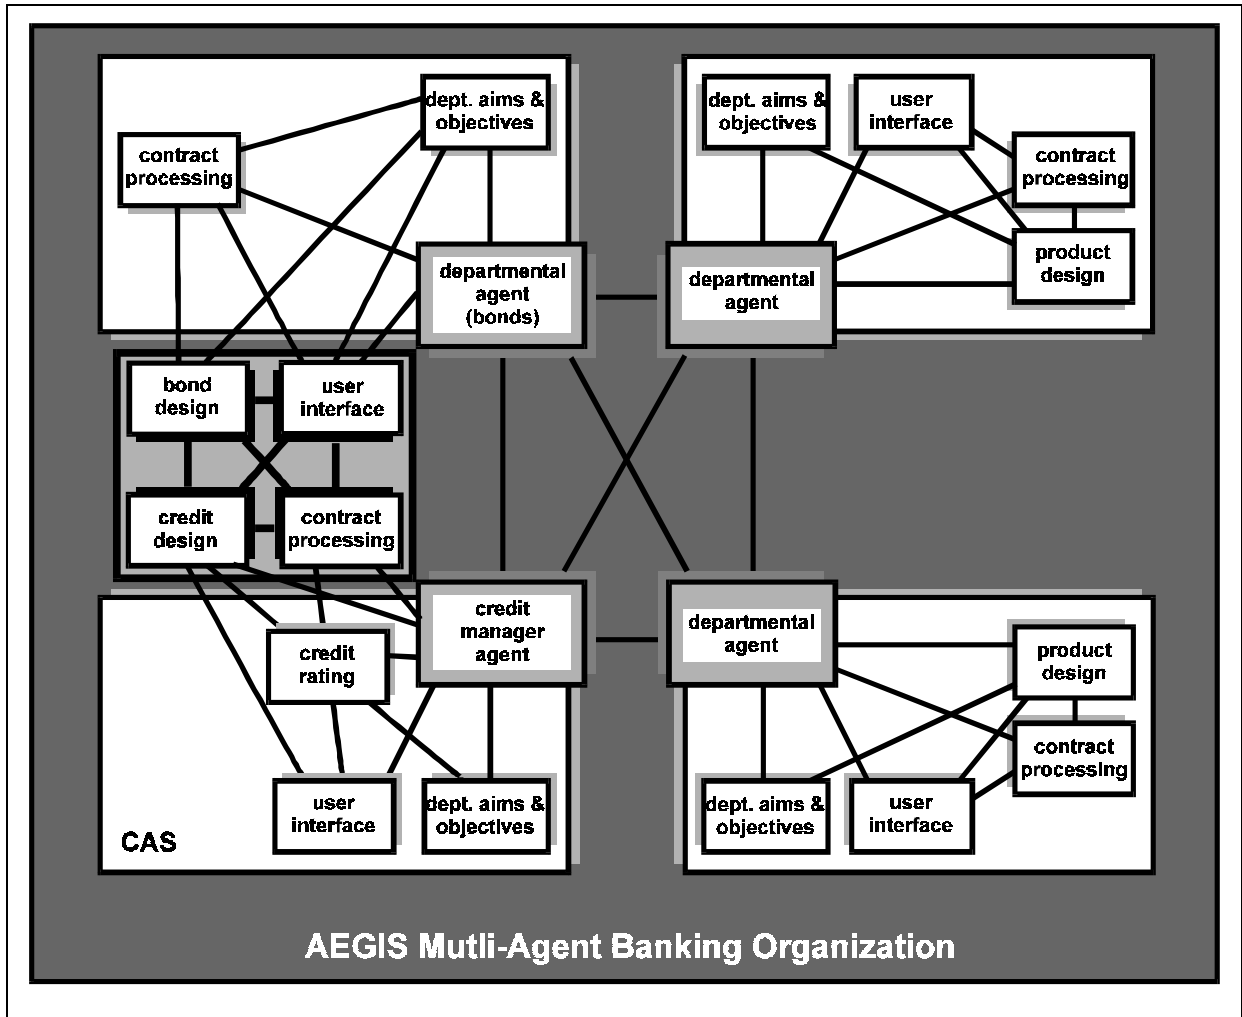 dept. aims &
objectives
contract
processing
departmental
agent
(bonds)
dept. aims &
objectives
user
interface
contract
processing
product
design
departmental
agent
bond
design
user
interface
credit
design
contract
processing
credit
manager
agent
credit
rating
user
interface
dept. aims &
objectives
CAS
departmental
agent
product
design
contract
processing
dept. aims &
objectives
user
interface
AEGIS Mutli-Agent Banking Organization